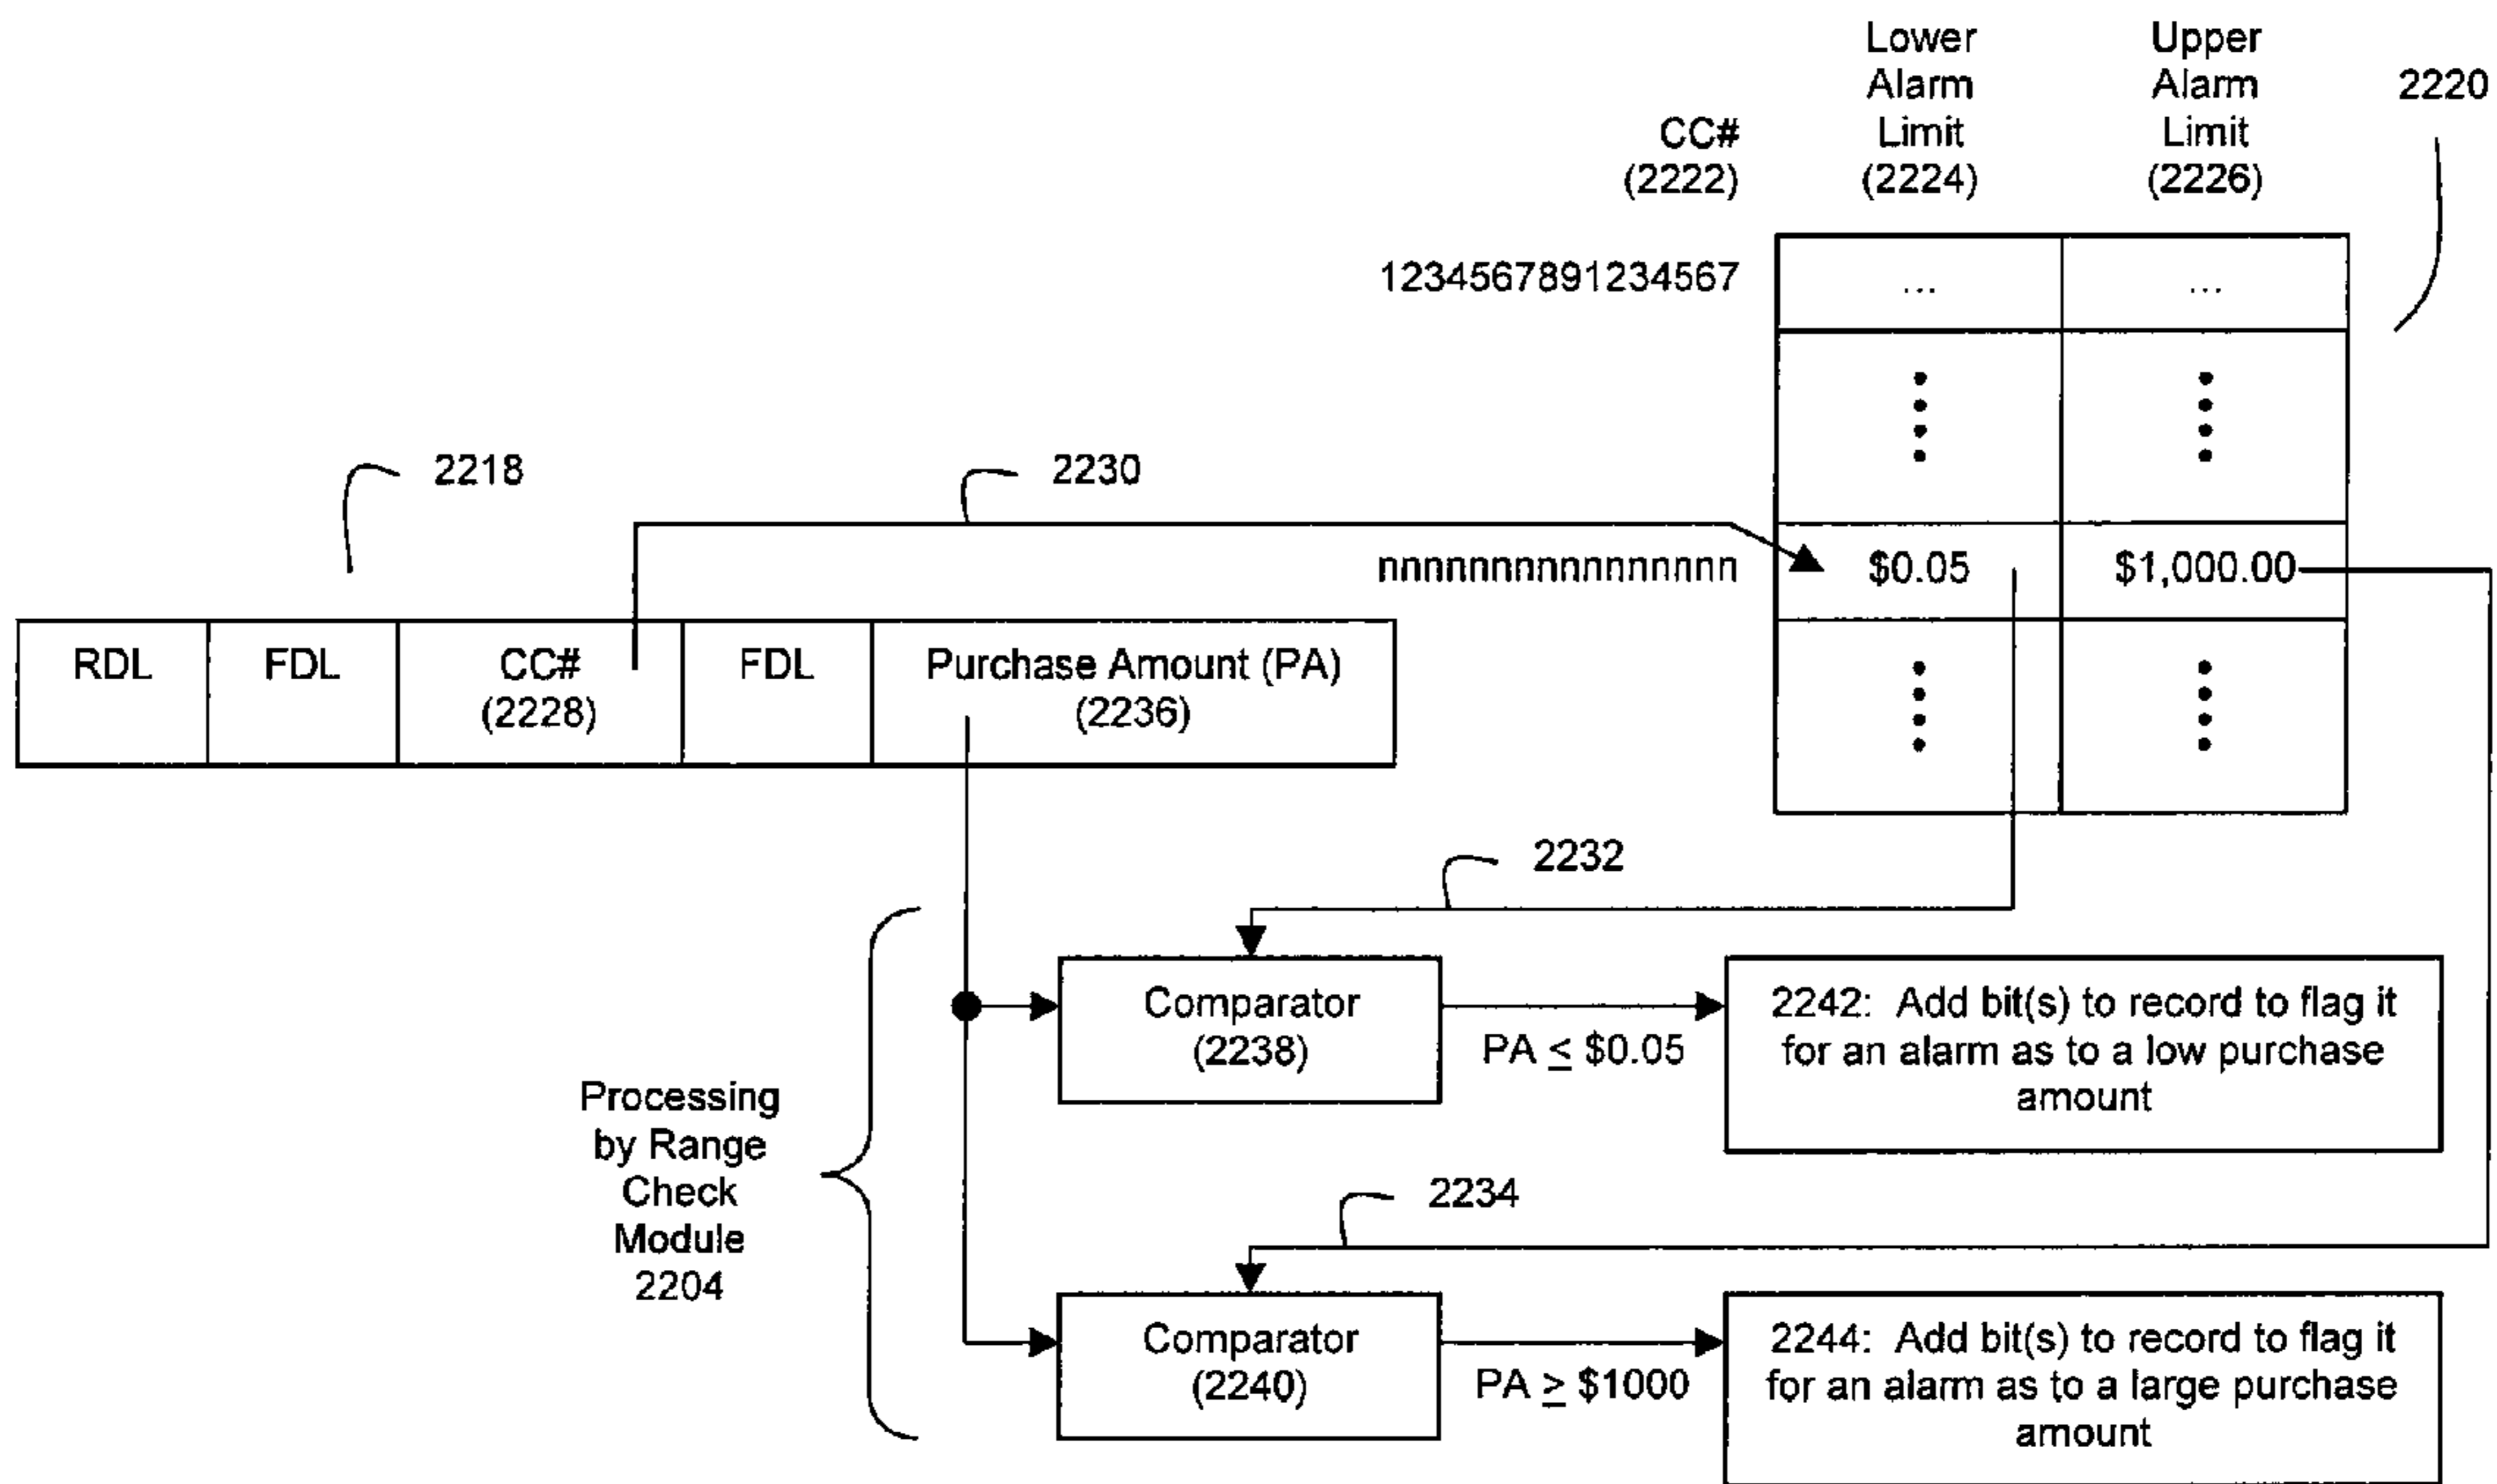 Lower
Alarm
Limit
(2224)
Upper
Alarm
Limit
(2226)
2220
CC#
(2222)
1234567891234567
... ...
2218
2230
nnnnnnnnnnnnnnnn
$0.05
$1,000.00
RDL
FDL
CC#
(2228)
FDL
Purchase Amount (PA)
(2236)
2232
Comparator
(2238)
PA ≤ $0.05
2242: Add bit(s) to record to flag it
for an alarm as to a low purchase
amount
Processing
by Range
Check
Module
2204
2234
Comparator
(2240)
PA ≥ $1000
2244: Add bit(s) to record to flag it
for an alarm as to a large purchase
amount